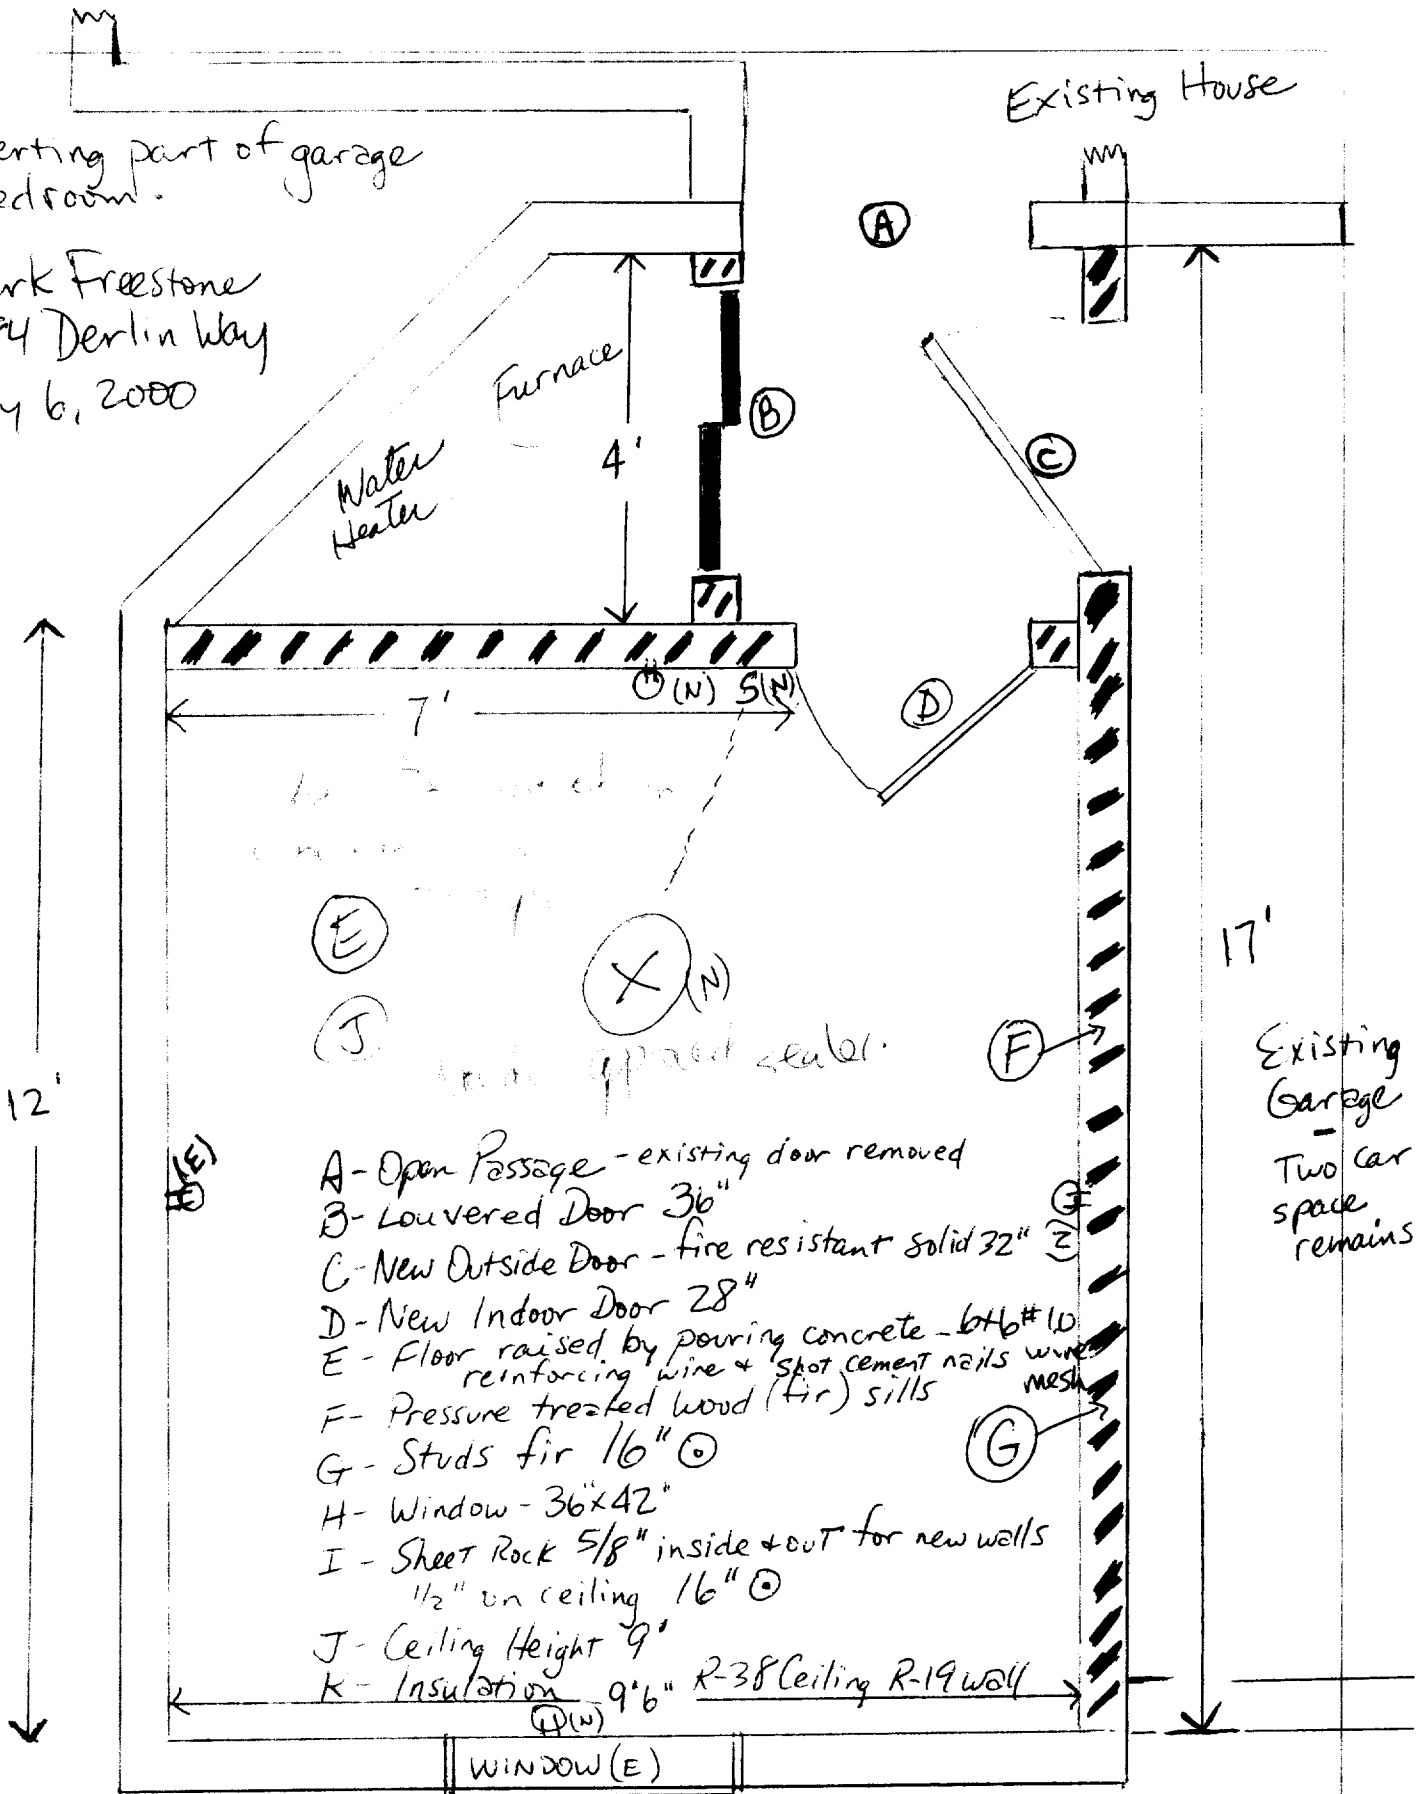 Existing House
erting part of garage
edroom.
rk Freestone
4 Derlin Way
y 6, 2000
A
Furnace
4'
B
C
Water
Heater
(N) S(N)
7'
D
E
X (N)
J
17'
F
sealer.
Existing
Garage
-
Two car
space
remains
12'
(E)
A - Open Passage - existing door removed
B - Louvered Door 36"
C - New Outside Door - fire resistant solid 32"
D - New Indoor Door 28"
E - Floor raised by pouring concrete - 6x6 #10
reinforcing wire + shot cement nails wire
mesh
F - Pressure treated wood (fir) sills
G - Studs fir 16" ⊙
G
H - Window - 36"x42"
I - Sheet Rock 5/8" inside + out for new walls
1/2" on ceiling 16" ⊙
J - Ceiling Height 9'
K - Insulation R-38 Ceiling R-19 wall
9'6"
(N)
WINDOW (E)